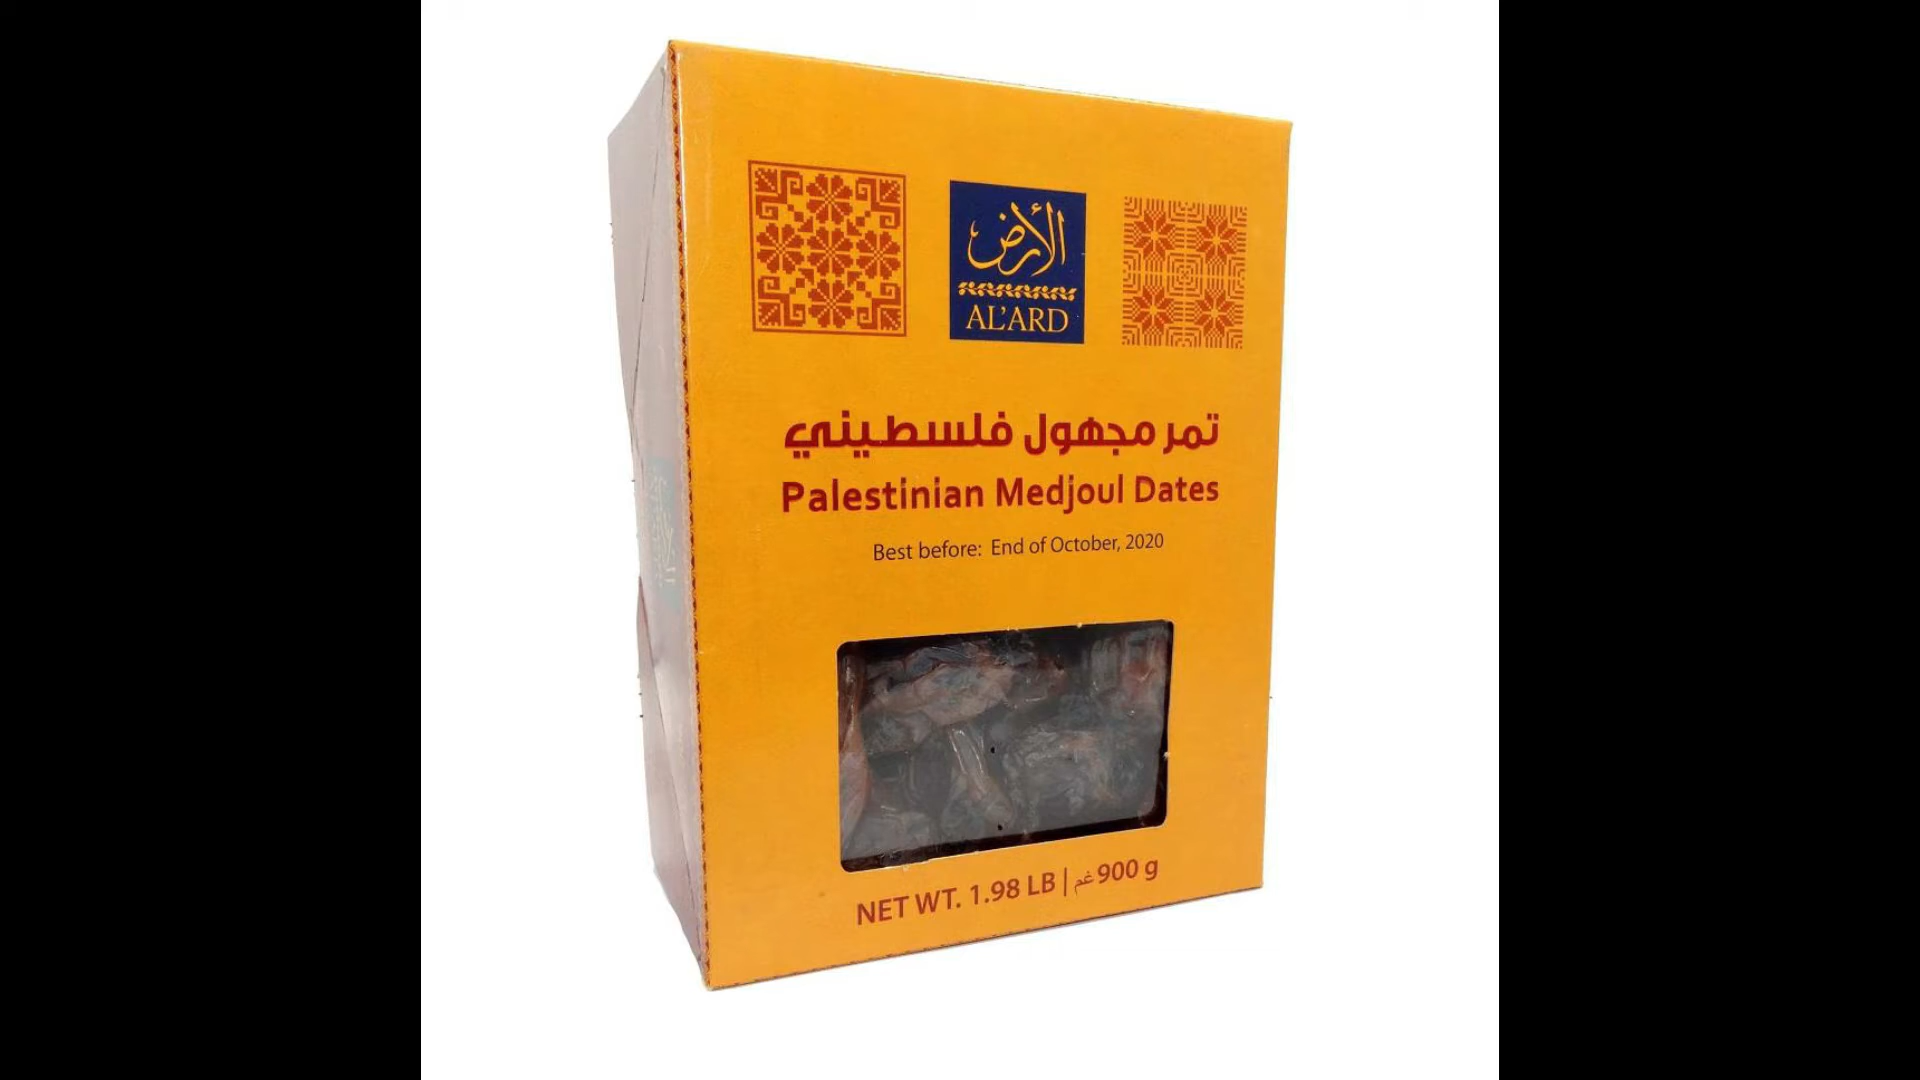 الأرض
AL'ARD
تمر مجهول فلسطيني
Palestinian Medjoul Dates
Best before: End of October, 2020
NET WT. 1.98 LB | غم 900 g